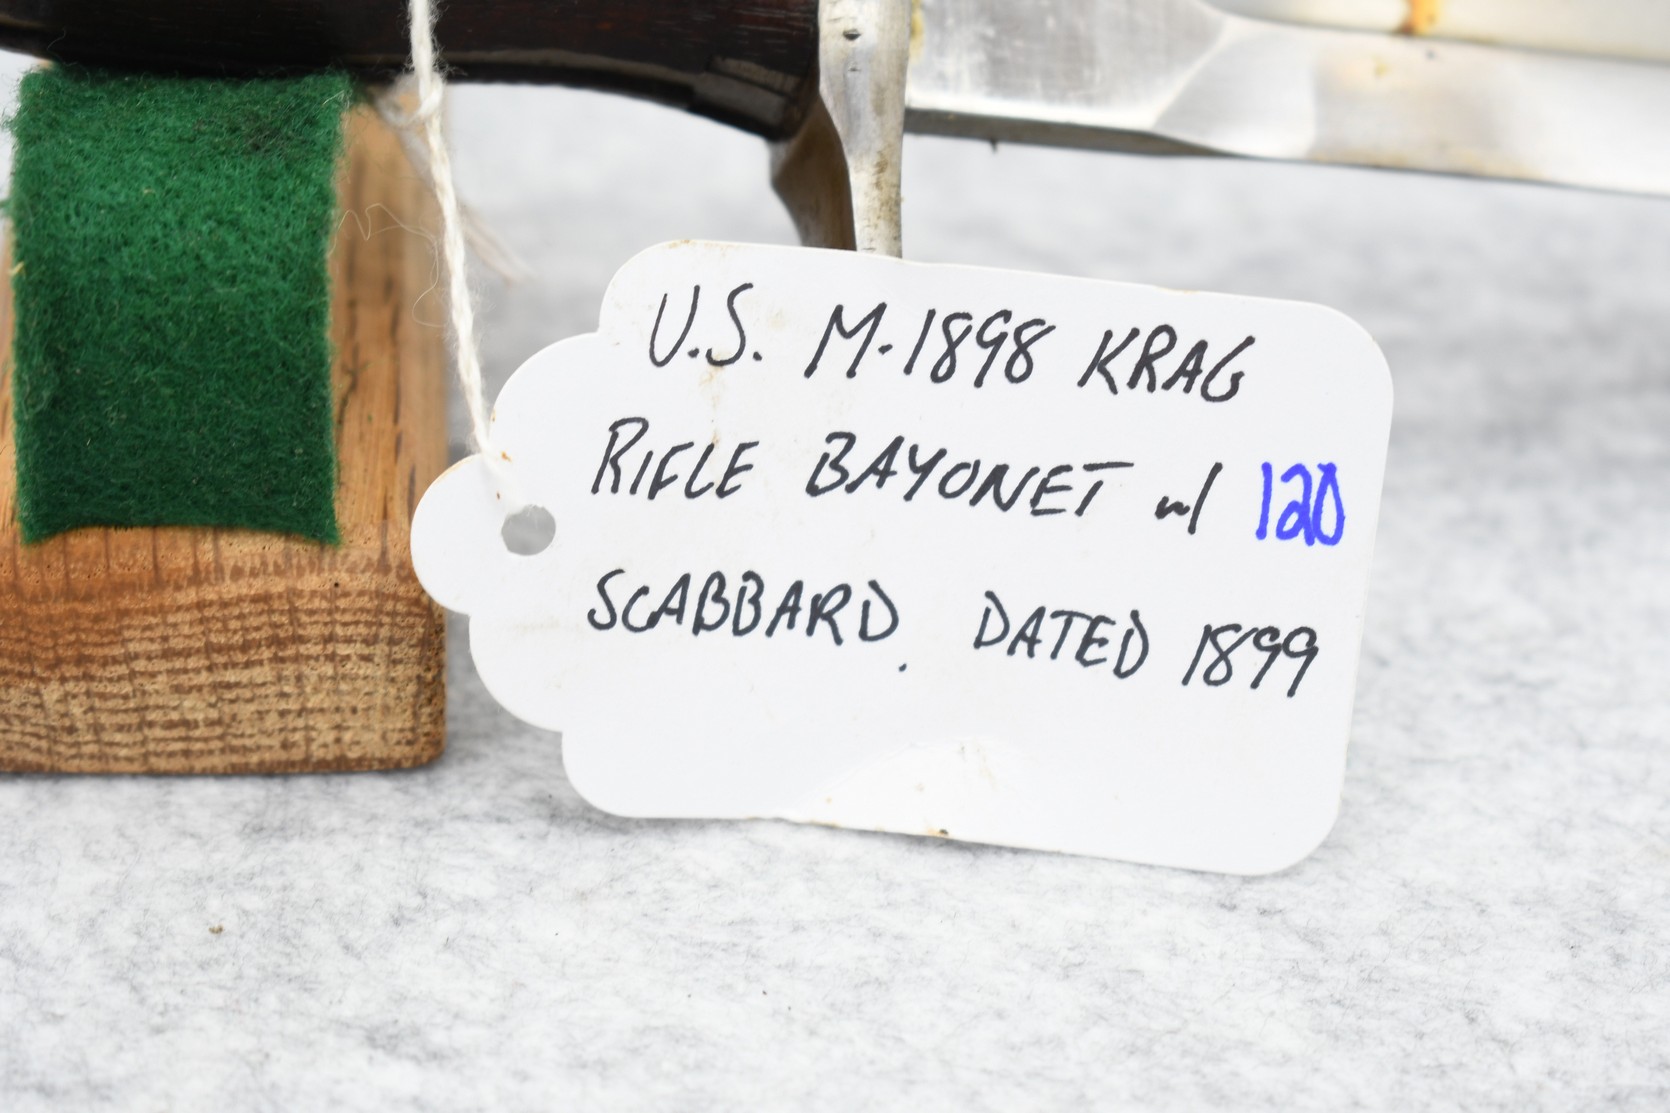 U.S. M-1898 KRAG
RIFLE BAYONET w/ 120
SCABBARD. DATED 1899